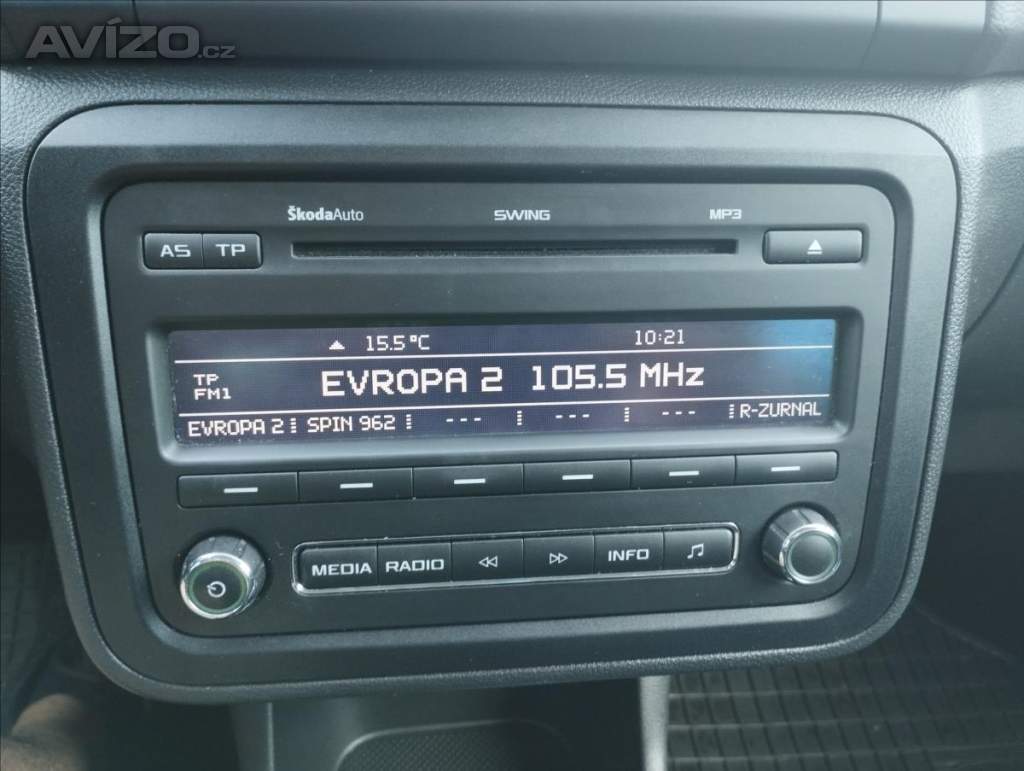 AVÍZO.cz
ŠkodaAuto SWING MP3
AS TP
15.5°C 10:21
TP
FM1
EVROPA 2 105.5 MHz
EVROPA 2 SPIN 962 --- --- --- R-ZURNAL
MEDIA RADIO INFO